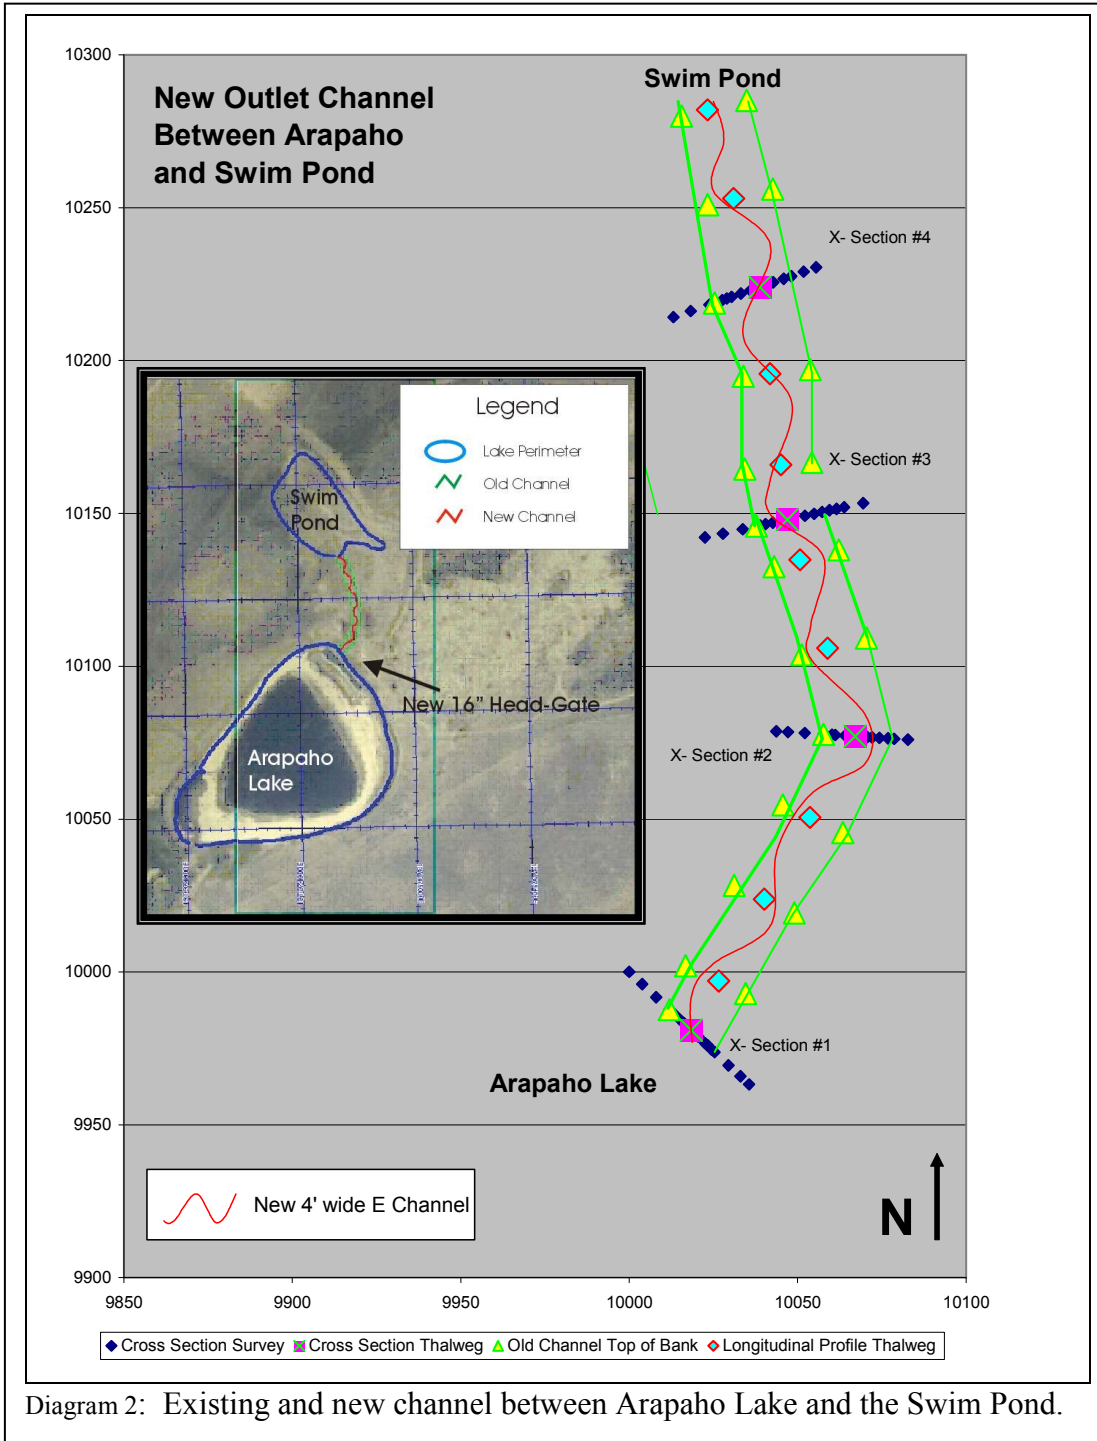 New Outlet Channel
Between Arapaho
and Swim Pond
Swim Pond
10300
10250
10200
10150
10100
10050
10000
9950
9900
X- Section #4
X- Section #3
X- Section #2
X- Section #1
Legend
Lake Perimeter
Old Channel
New Channel
Swim
Pond
New 16" Head-Gate
Arapaho
Lake
Arapaho Lake
New 4' wide E Channel
N
9850 9900 9950 10000 10050 10100
Cross Section Survey Cross Section Thalweg Old Channel Top of Bank Longitudinal Profile Thalweg
Diagram 2: Existing and new channel between Arapaho Lake and the Swim Pond.